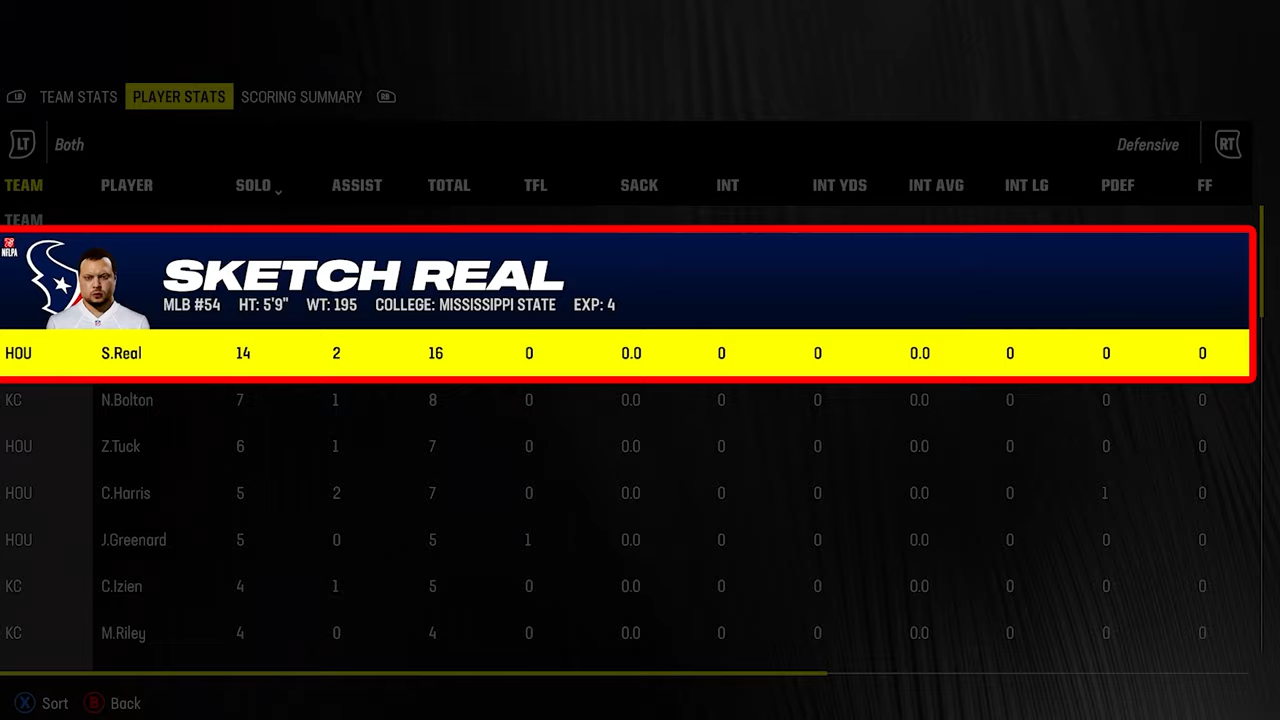 LB TEAM STATS PLAYER STATS SCORING SUMMARY RB
LT Both Defensive RT
TEAM PLAYER SOLO ASSIST TOTAL TFL SACK INT INT YDS INT AVG INT LG PDEF FF
TEAM
NFLPA
SKETCH REAL
MLB #54 HT: 5'9" WT: 195 COLLEGE: MISSISSIPPI STATE EXP: 4
HOU S.Real 14 2 16 0 0.0 0 0 0.0 0 0 0
KC N.Bolton 7 1 8 0 0.0 0 0 0.0 0 0 0
HOU Z.Tuck 6 1 7 0 0.0 0 0 0.0 0 0 0
HOU C.Harris 5 2 7 0 0.0 0 0 0.0 0 1 0
HOU J.Greenard 5 0 5 1 0.0 0 0 0.0 0 0 0
KC C.Izien 4 1 5 0 0.0 0 0 0.0 0 0 0
KC M.Riley 4 0 4 0 0.0 0 0 0.0 0 0 0
X Sort B Back